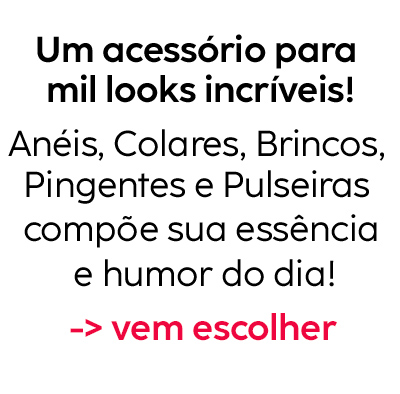 Um acessório para
mil looks incríveis!
Anéis, Colares, Brincos,
Pingentes e Pulseiras
compõe sua essência
e humor do dia!
-> vem escolher